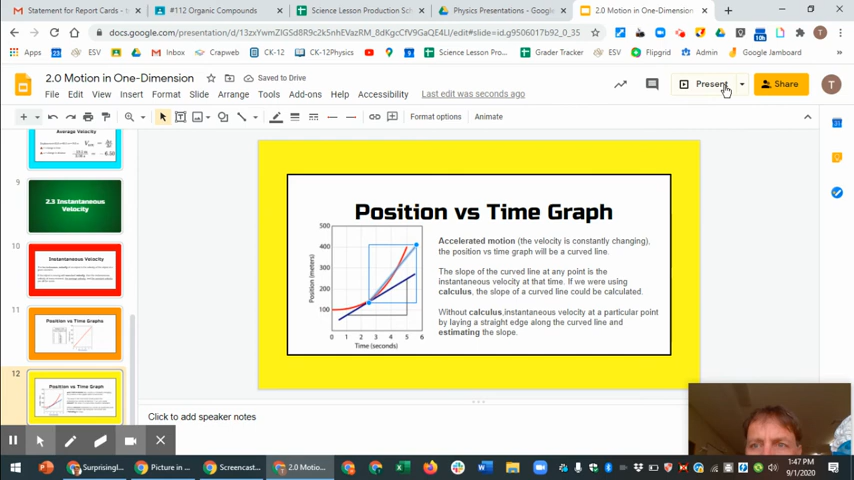 Statement for Report Cards - M
#112 Organic Compounds
Science Lesson Production Sch
Physics Presentations - Google
2.0 Motion in One-Dimension -
docs.google.com/presentation/d/13zxYwmZIGSd8R9c2k5nhEVazRM_8dKgcCfV9GaQE4LU/edit#slide=id.g9506017b92_0_35
Apps
ESV
Inbox
Crapweb
CK-12
CK-12Physics
You Tube
Science Lesson Pro...
Grader Tracker
ESV
Flipgrid
Admin
Google Jamboard
2.0 Motion in One-Dimension
Saved to Drive
File Edit View Insert Format Slide Arrange Tools Add-ons Help Accessibility
Last edit was seconds ago
Present
Share
T
Format options
Animate
Average Velocity
9
2.3 Instantaneous
Velocity
10
Instantaneous Velocity
11
Position vs Time Graphs
12
Position vs Time Graph
Position vs Time Graph
500
400
300
200
100
Position (meters)
0 1 2 3 4 5 6
Time (seconds)
Accelerated motion (the velocity is constantly changing),
the position vs time graph will be a curved line.
The slope of the curved line at any point is the
instantaneous velocity at that time. If we were using
calculus, the slope of a curved line could be calculated.
Without calculus,instantaneous velocity at a particular point
by laying a straight edge along the curved line and
estimating the slope.
Click to add speaker notes
Surprisingl...
Picture in ...
Screencast...
2.0 Motio...
1:47 PM
9/1/2020